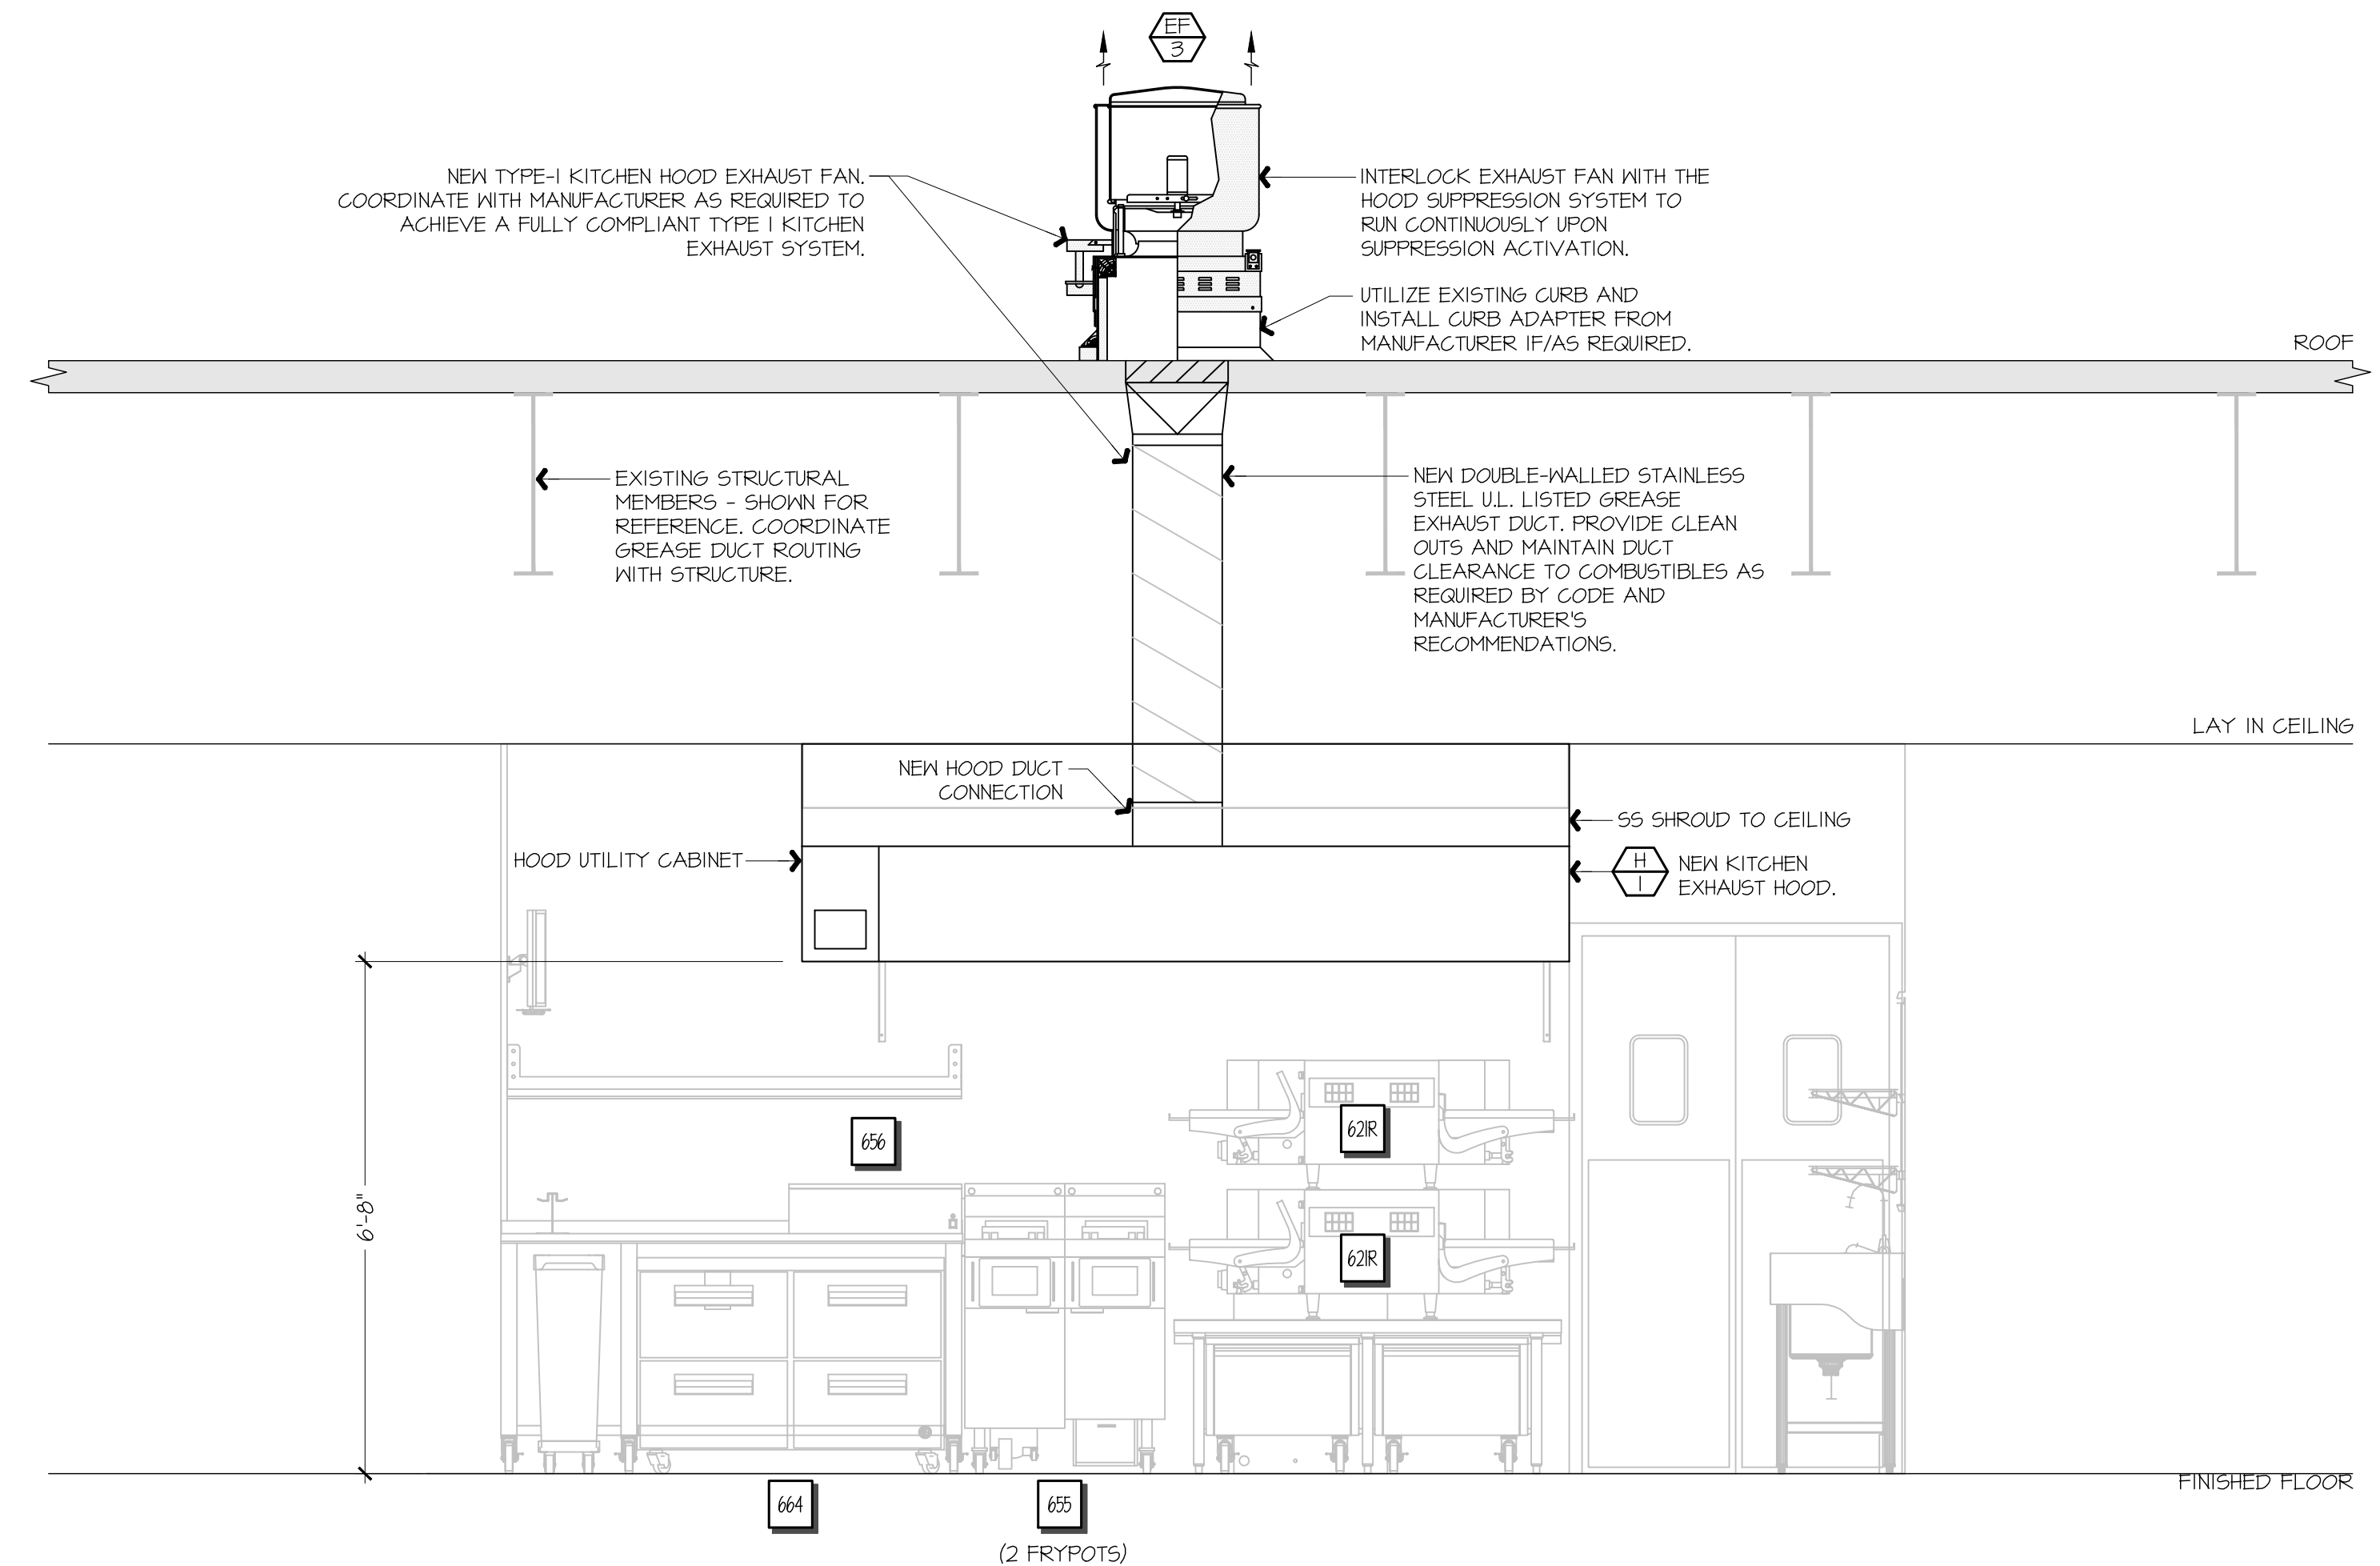 EF
3
NEW TYPE-I KITCHEN HOOD EXHAUST FAN.
COORDINATE WITH MANUFACTURER AS REQUIRED TO
ACHIEVE A FULLY COMPLIANT TYPE I KITCHEN
EXHAUST SYSTEM.
INTERLOCK EXHAUST FAN WITH THE
HOOD SUPPRESSION SYSTEM TO
RUN CONTINUOUSLY UPON
SUPPRESSION ACTIVATION.
UTILIZE EXISTING CURB AND
INSTALL CURB ADAPTER FROM
MANUFACTURER IF/AS REQUIRED.
ROOF
EXISTING STRUCTURAL
MEMBERS - SHOWN FOR
REFERENCE. COORDINATE
GREASE DUCT ROUTING
WITH STRUCTURE.
NEW DOUBLE-WALLED STAINLESS
STEEL U.L. LISTED GREASE
EXHAUST DUCT. PROVIDE CLEAN
OUTS AND MAINTAIN DUCT
CLEARANCE TO COMBUSTIBLES AS
REQUIRED BY CODE AND
MANUFACTURER'S
RECOMMENDATIONS.
LAY IN CEILING
NEW HOOD DUCT
CONNECTION
SS SHROUD TO CEILING
HOOD UTILITY CABINET
H
1
NEW KITCHEN
EXHAUST HOOD.
656
621R
621R
6'-8"
FINISHED FLOOR
664
655
(2 FRYPOTS)